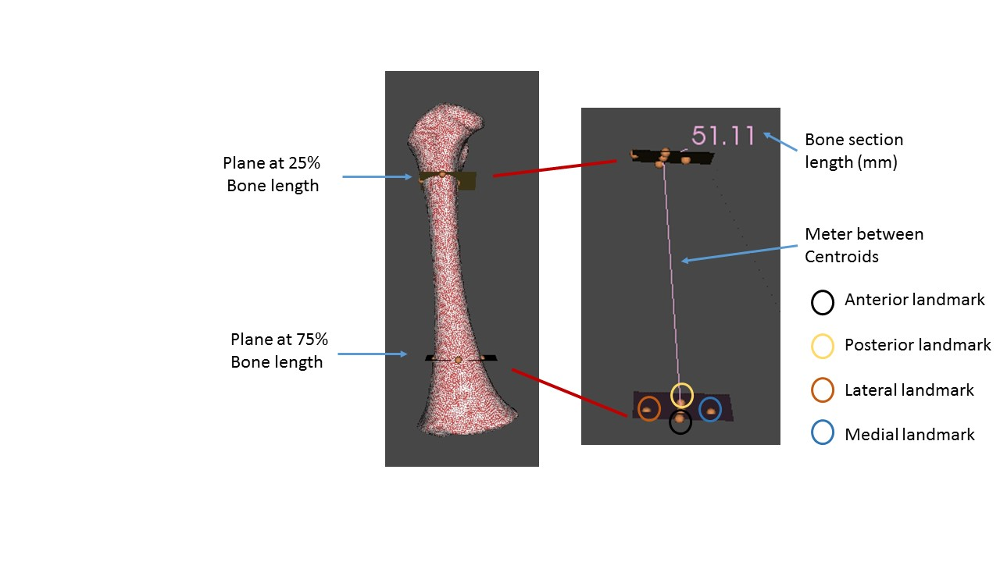 Plane at 25%
Bone length
Plane at 75%
Bone length
51.11
Bone section
length (mm)
Meter between
Centroids
Anterior landmark
Posterior landmark
Lateral landmark
Medial landmark